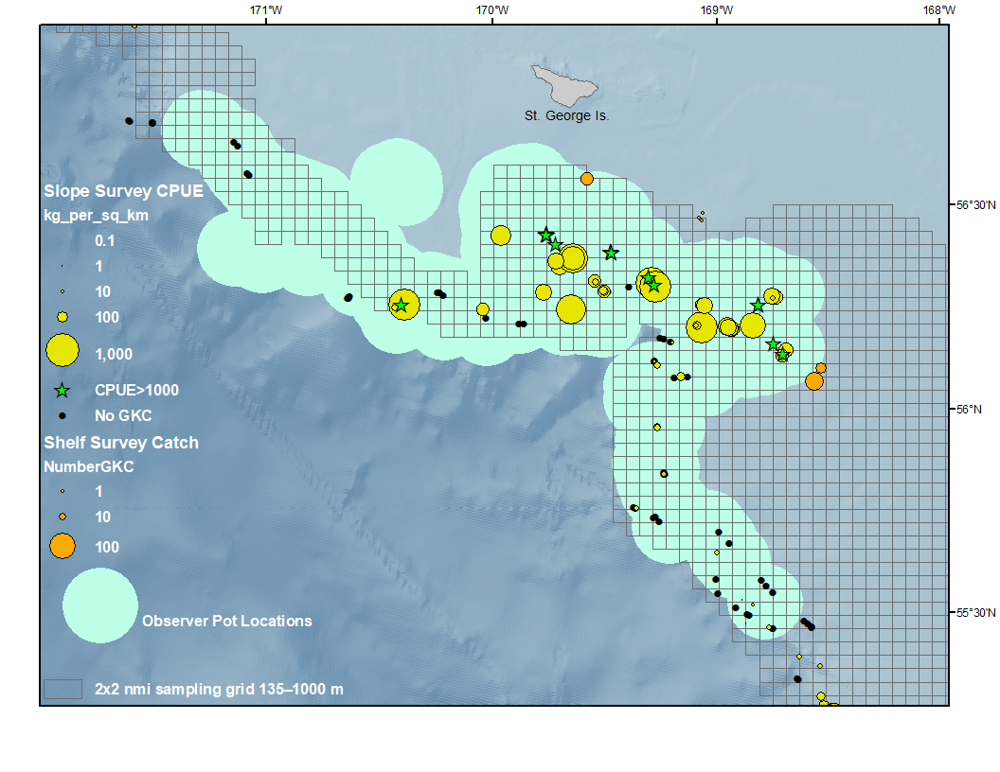 171°W 170°W 169°W 168°W
St. George Is.
56°30'N
56°N
55°30'N
Slope Survey CPUE
kg_per_sq_km
0.1
1
10
100
1,000
CPUE>1000
No GKC
Shelf Survey Catch
NumberGKC
1
10
100
Observer Pot Locations
2x2 nmi sampling grid 135–1000 m